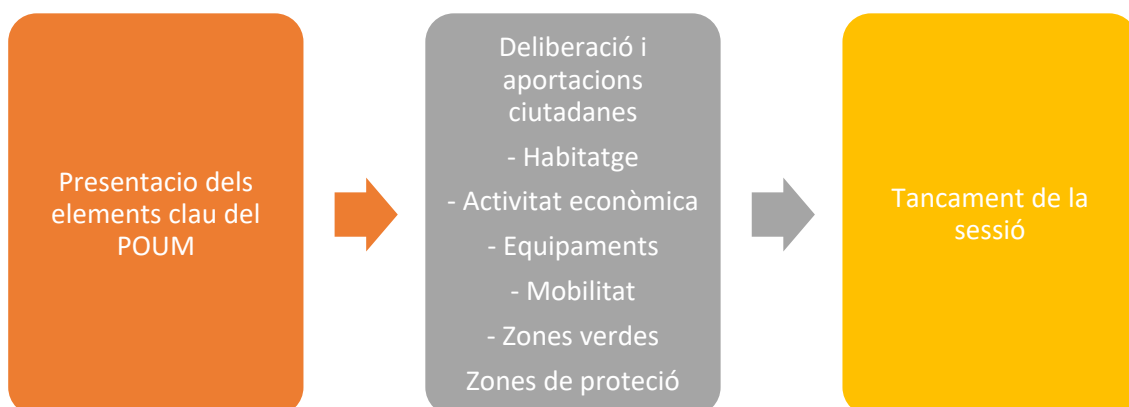 Presentacio dels
elements clau del
POUM
Deliberació i
aportacions
ciutadanes
- Habitatge
- Activitat econòmica
- Equipaments
- Mobilitat
- Zones verdes
Zones de proteció
Tancament de la
sessió